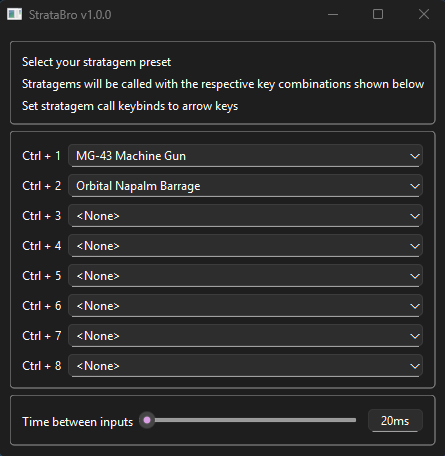 StrataBro v1.0.0
Select your stratagem preset
Stratagems will be called with the respective key combinations shown below
Set stratagem call keybinds to arrow keys
Ctrl + 1 MG-43 Machine Gun
Ctrl + 2 Orbital Napalm Barrage
Ctrl + 3 <None>
Ctrl + 4 <None>
Ctrl + 5 <None>
Ctrl + 6 <None>
Ctrl + 7 <None>
Ctrl + 8 <None>
Time between inputs 20ms